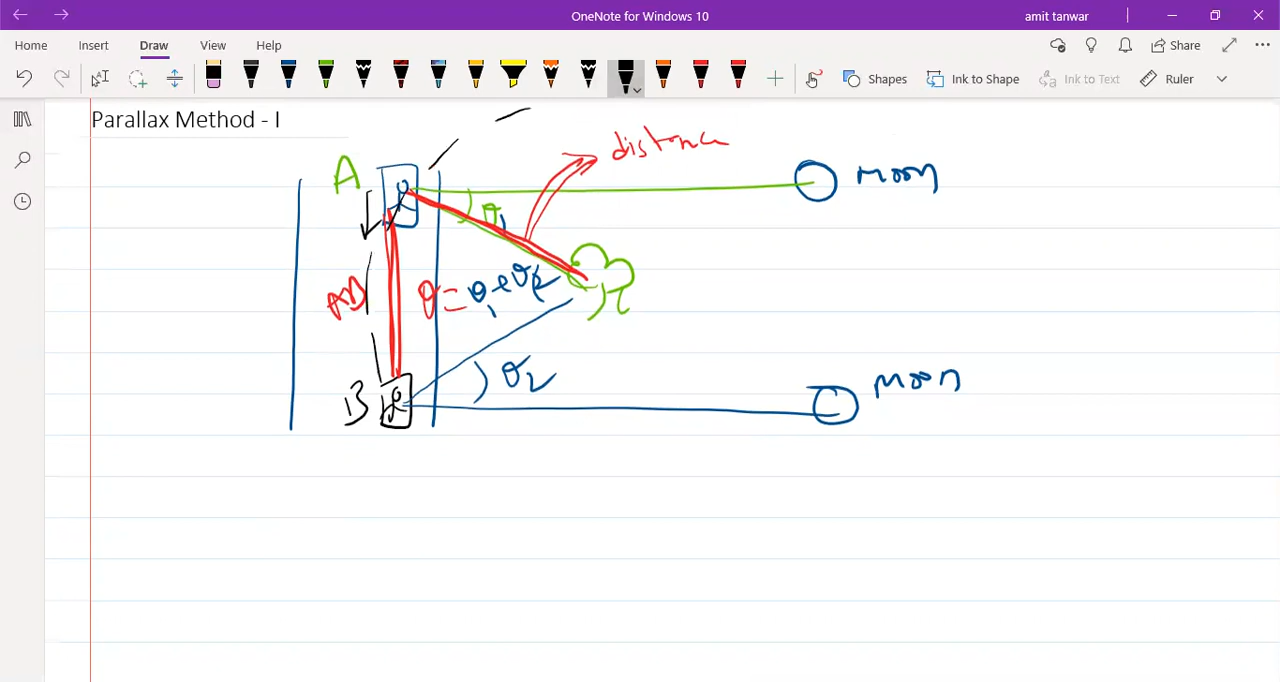 OneNote for Windows 10
amit tanwar
Home Insert Draw View Help
Share
Shapes Ink to Shape Ink to Text Ruler
Parallax Method - I
distance
A
moon
θ₁
AB
θ = θ₁ + θ₂
B
θ₂
moon